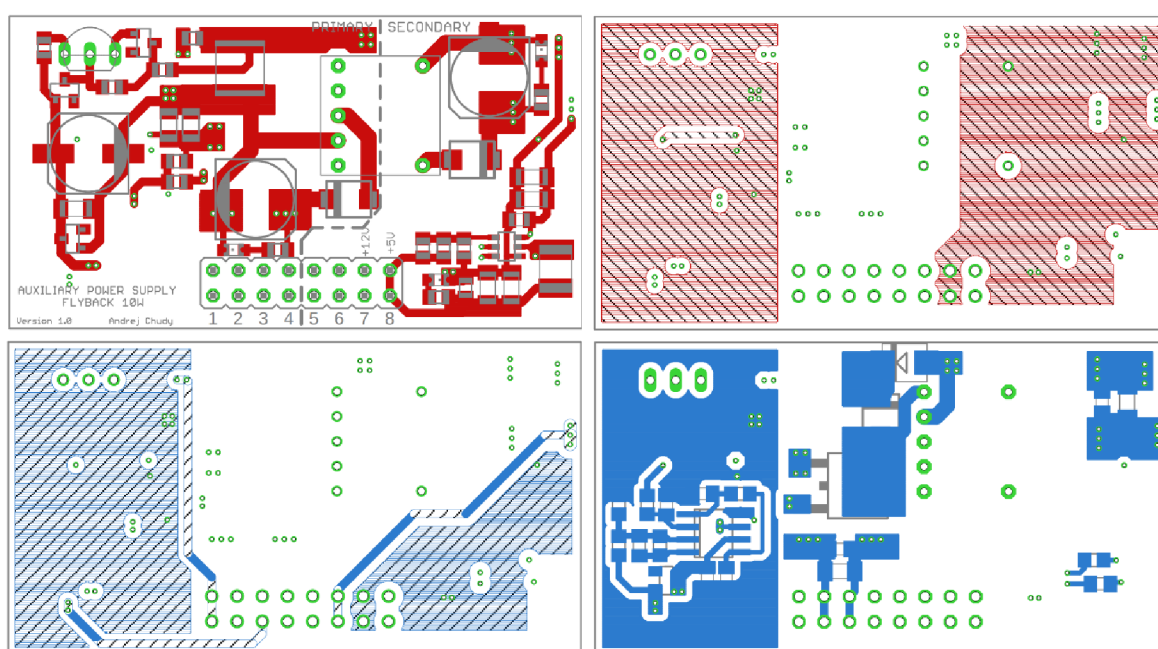 PRIMARY SECONDARY
+12V
+5V
AUXILIARY POWER SUPPLY
FLYBACK 10W
Version 1.0 Andrej Chudy
1 2 3 4 5 6 7 8